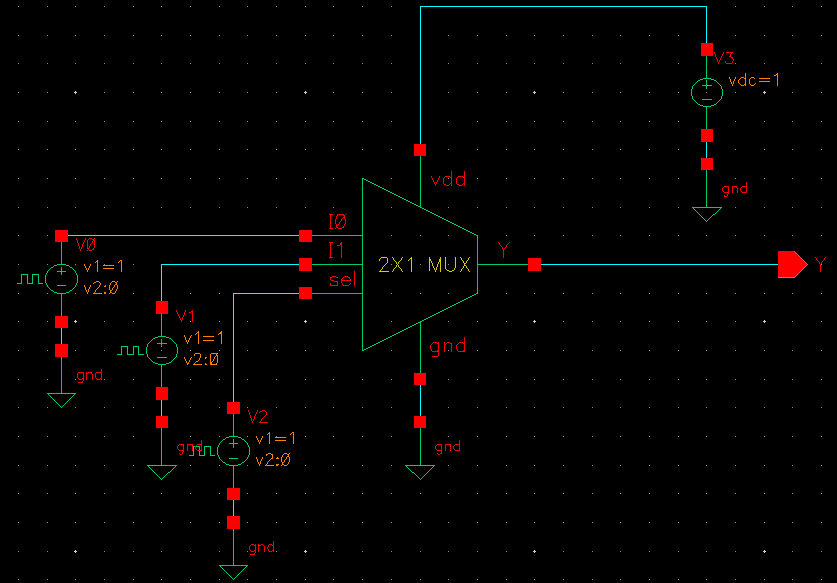 V3
vdc=1
vdd
gnd
I0
Y
V0
I1
2X1 MUX
Y
v1=1
sel
v2:0
V1
v1=1
gnd
v2:0
gnd
V2
v1=1
gnd
gnd
v2:0
gnd